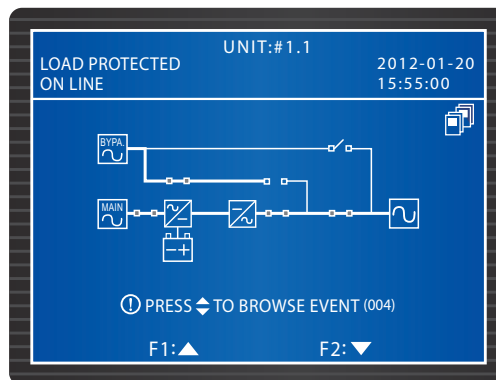 UNIT:#1.1
LOAD PROTECTED
2012-01-20
ON LINE
15:55:00
BYPA.
MAIN
PRESS TO BROWSE EVENT (004)
F1:
F2: